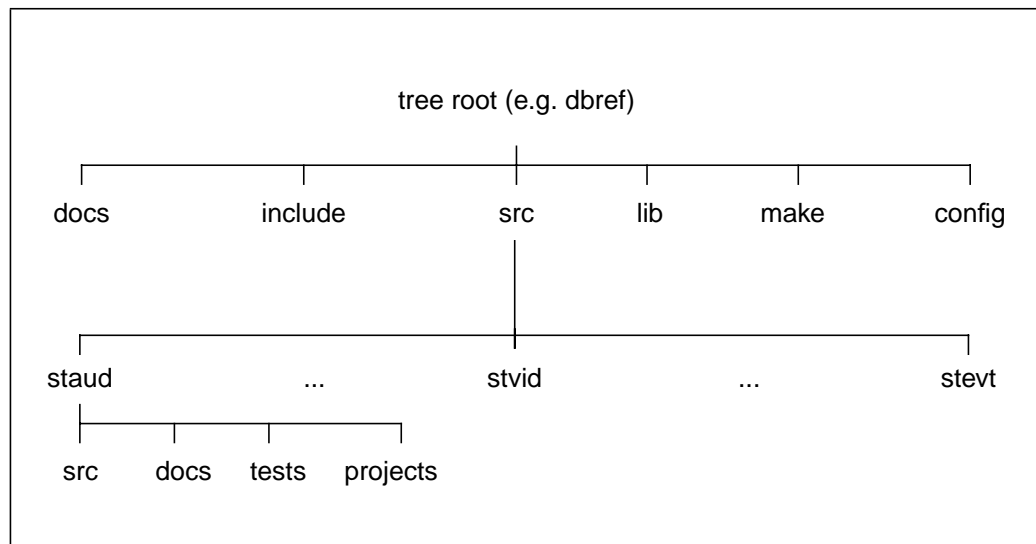 tree root (e.g. dbref)
docs include src lib make config
staud ... stvid ... stevt
src docs tests projects